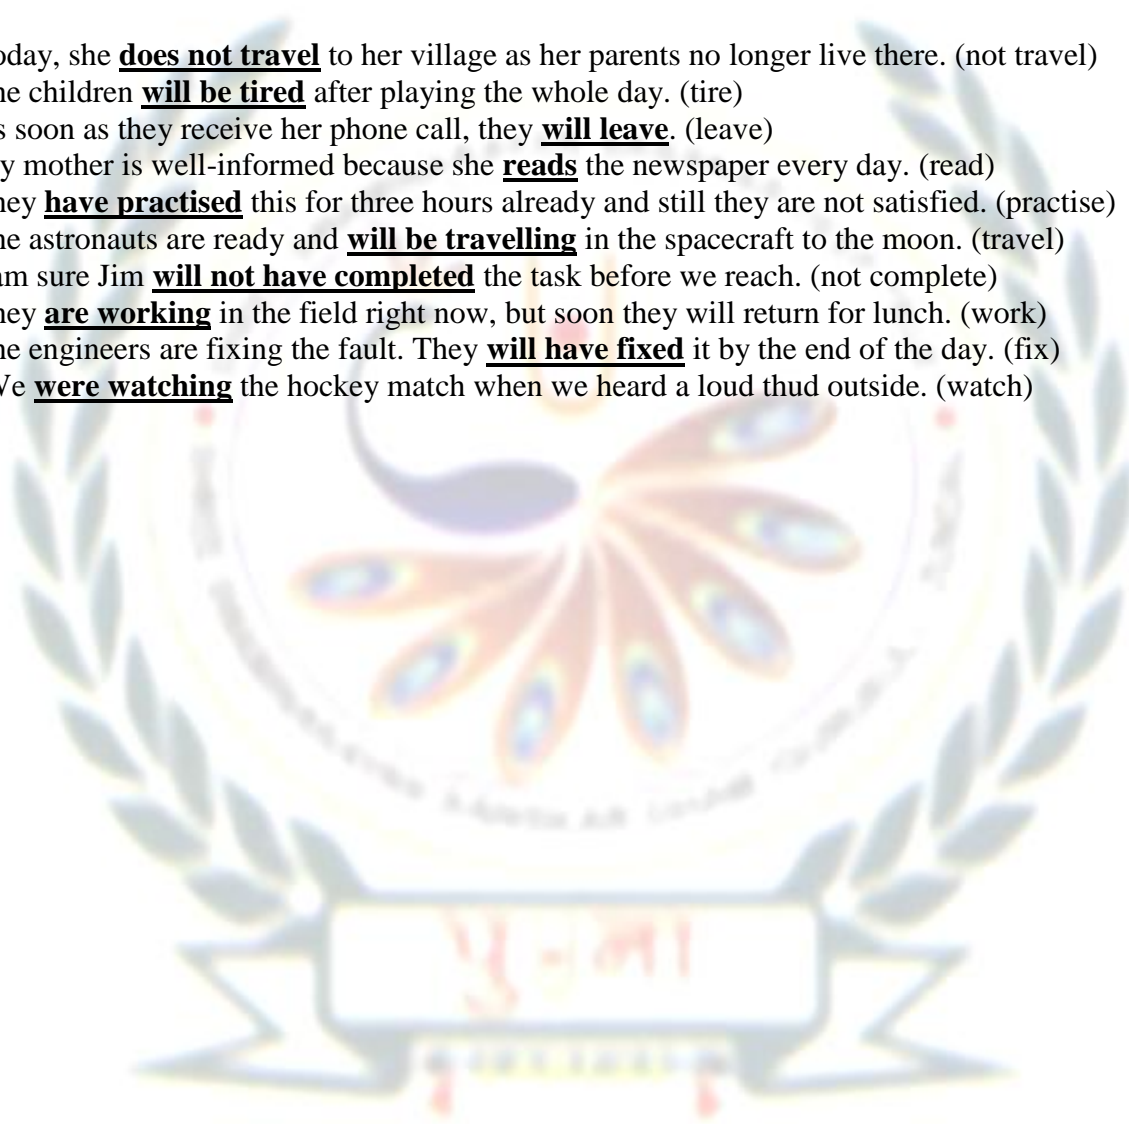 oday, she does not travel to her village as her parents no longer live there. (not travel)
he children will be tired after playing the whole day. (tire)
s soon as they receive her phone call, they will leave. (leave)
y mother is well-informed because she reads the newspaper every day. (read)
hey have practised this for three hours already and still they are not satisfied. (practise)
he astronauts are ready and will be travelling in the spacecraft to the moon. (travel)
am sure Jim will not have completed the task before we reach. (not complete)
hey are working in the field right now, but soon they will return for lunch. (work)
he engineers are fixing the fault. They will have fixed it by the end of the day. (fix)
We were watching the hockey match when we heard a loud thud outside. (watch)